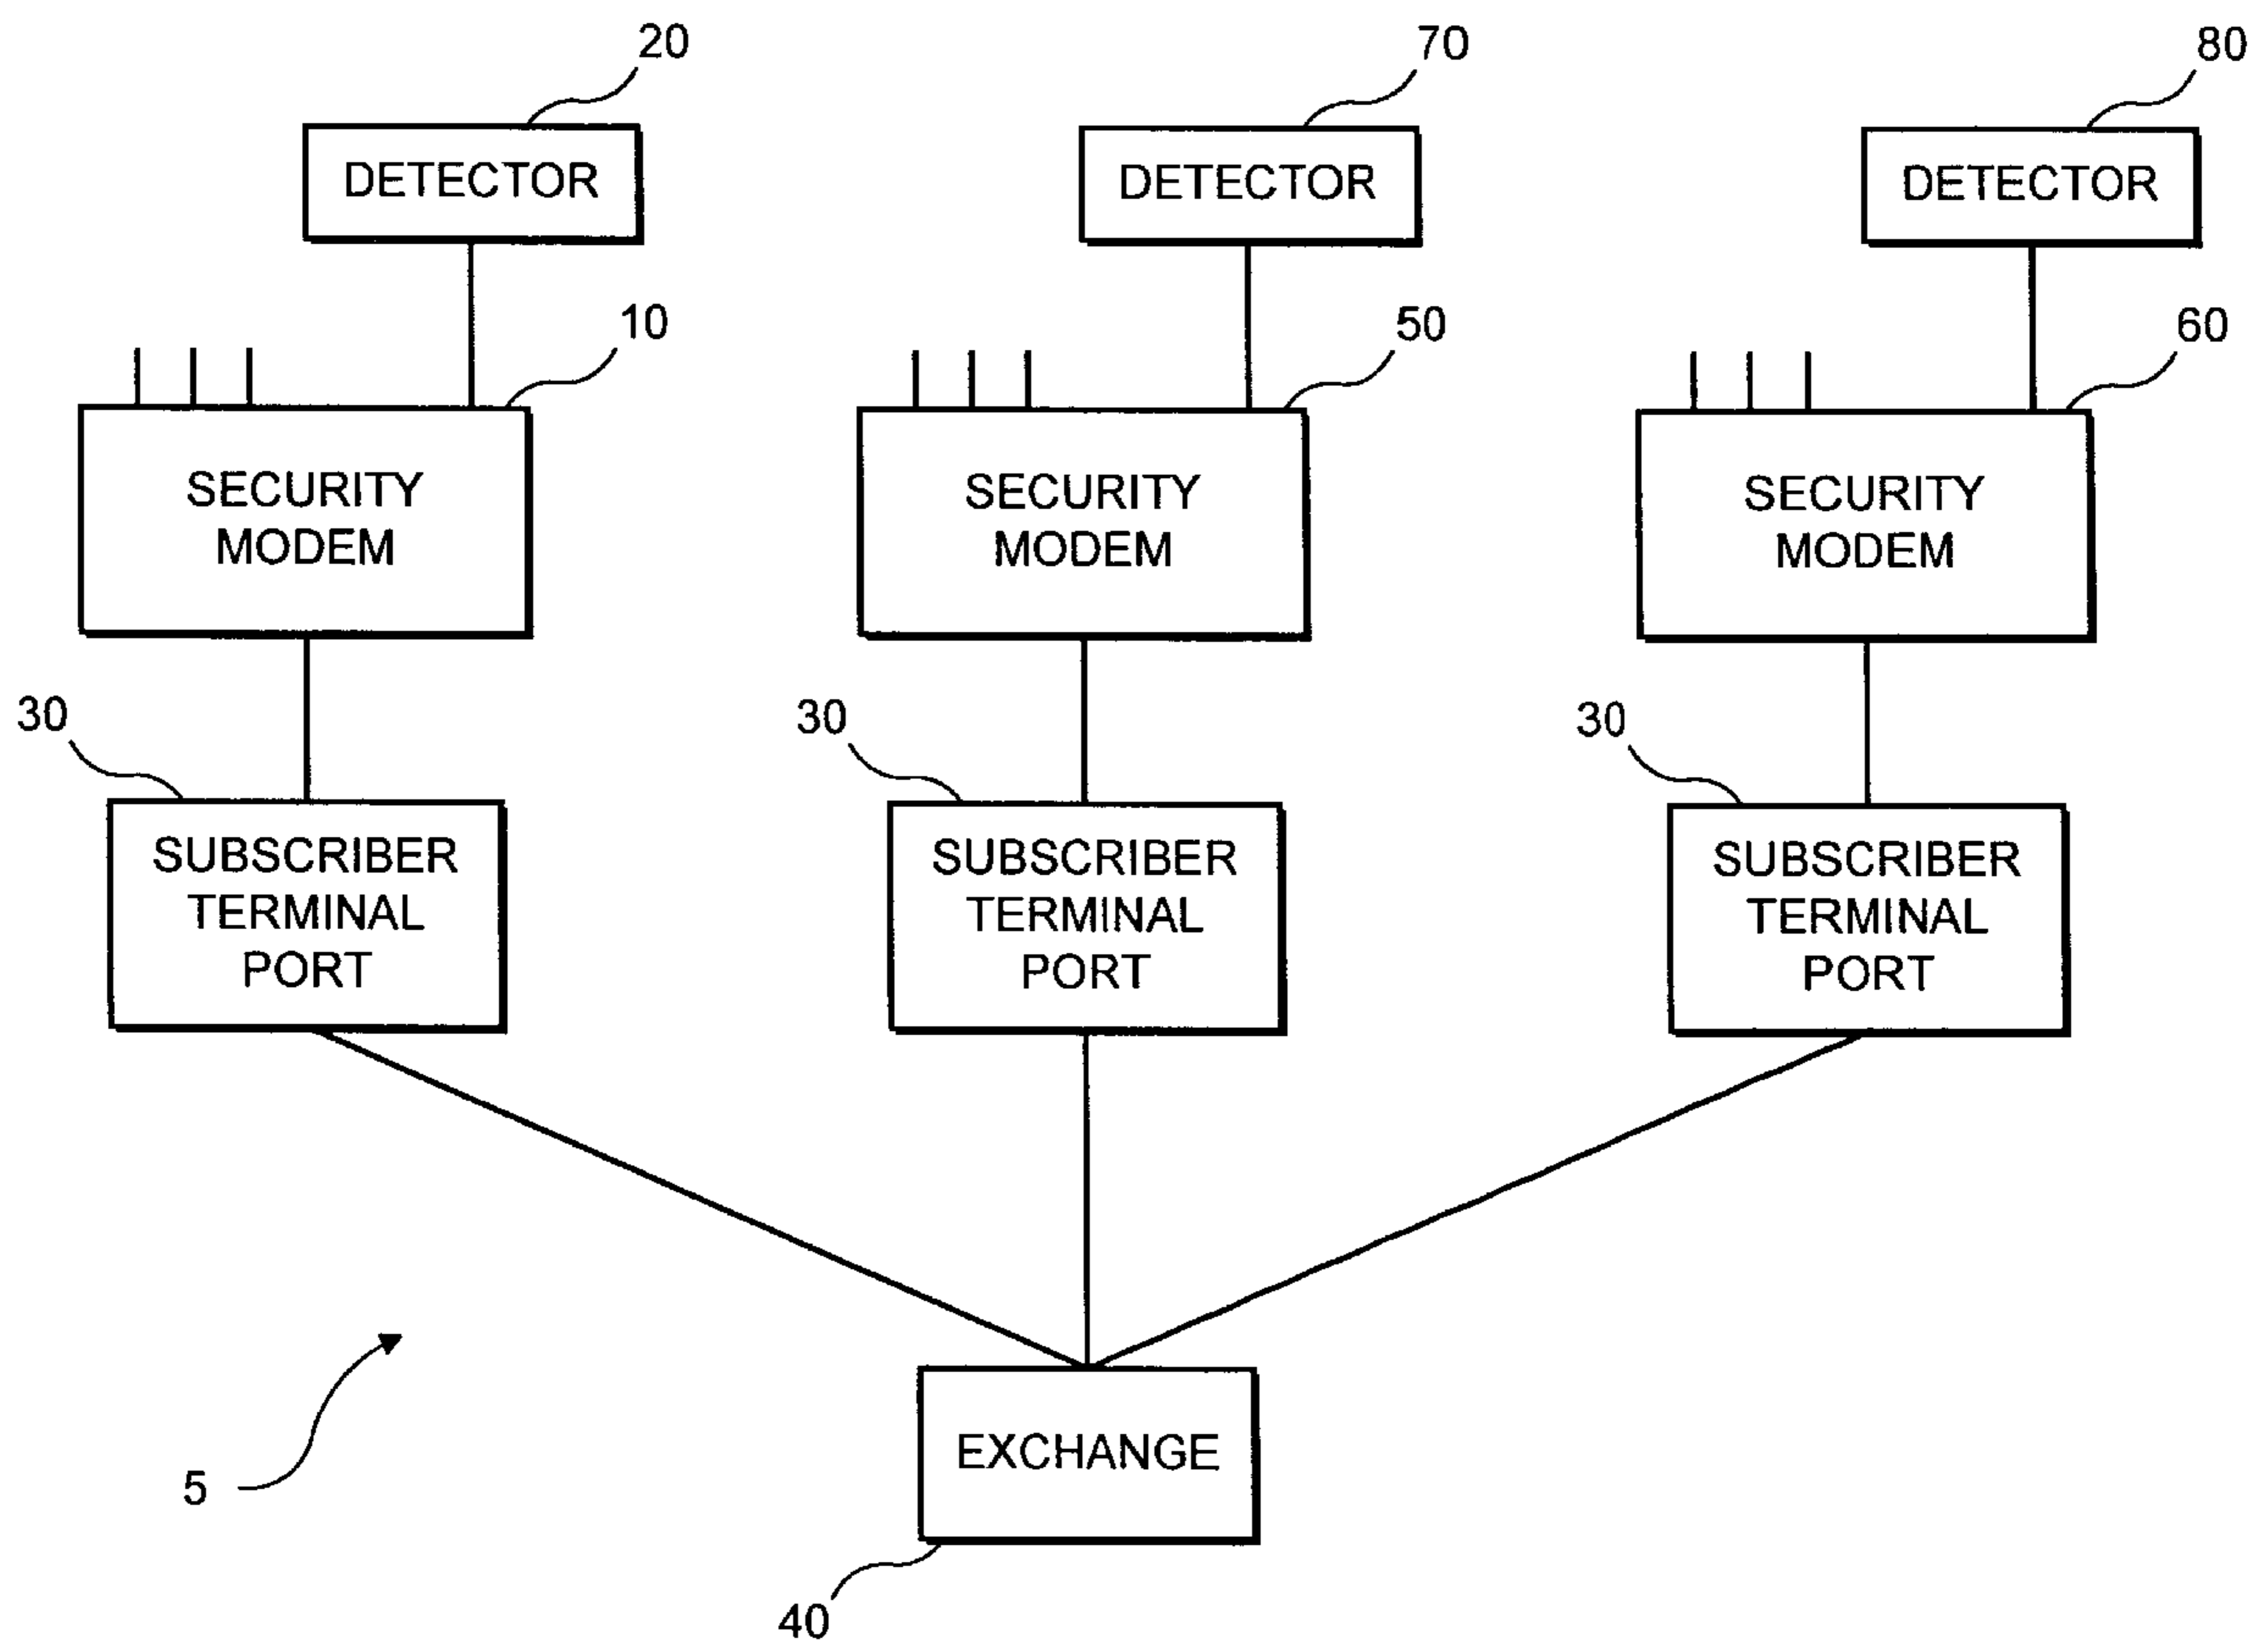 20
70
80
DETECTOR
DETECTOR
DETECTOR
10
50
60
SECURITY
MODEM
SECURITY
MODEM
SECURITY
MODEM
30
30
30
SUBSCRIBER
TERMINAL
PORT
SUBSCRIBER
TERMINAL
PORT
SUBSCRIBER
TERMINAL
PORT
EXCHANGE
5
40